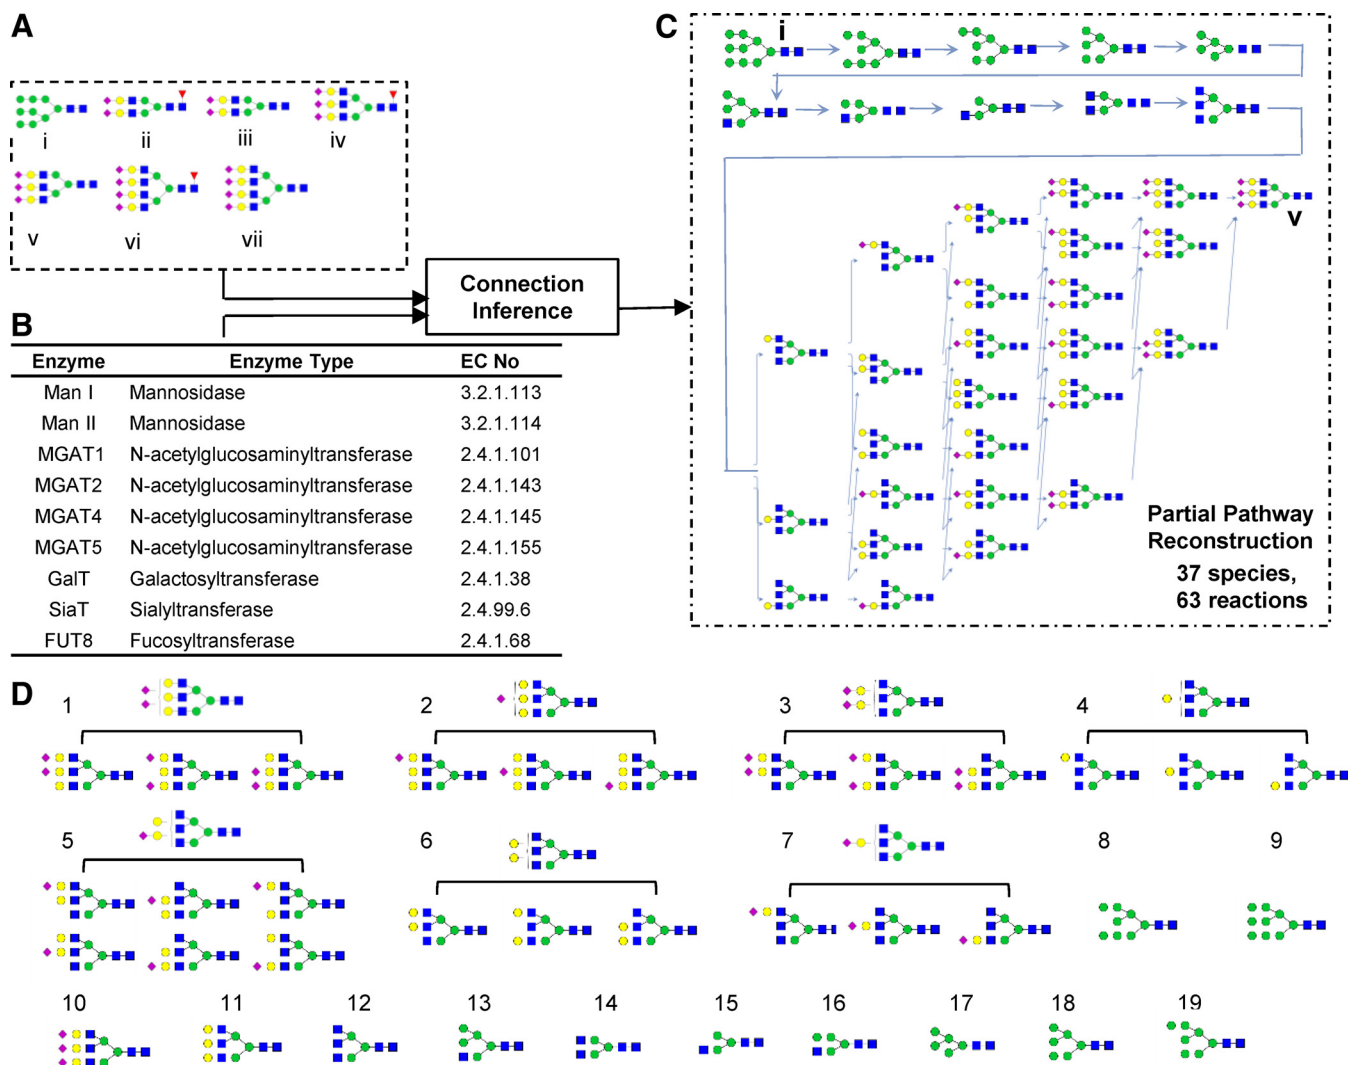 A
i
ii
iii
iv
v
vi
vii
Connection
Inference
B
Enzyme Enzyme Type EC No
Man I Mannosidase 3.2.1.113
Man II Mannosidase 3.2.1.114
MGAT1 N-acetylglucosaminyltransferase 2.4.1.101
MGAT2 N-acetylglucosaminyltransferase 2.4.1.143
MGAT4 N-acetylglucosaminyltransferase 2.4.1.145
MGAT5 N-acetylglucosaminyltransferase 2.4.1.155
GalT Galactosyltransferase 2.4.1.38
SiaT Sialyltransferase 2.4.99.6
FUT8 Fucosyltransferase 2.4.1.68
C
i
v
Partial Pathway
Reconstruction
37 species,
63 reactions
D
1 2 3 4
5 6 7 8 9
10 11 12 13 14 15 16 17 18 19